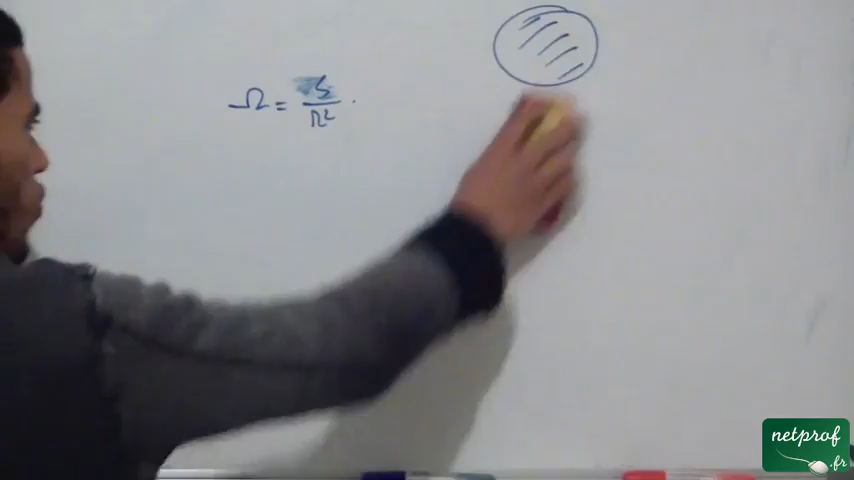 Ω = S/R² .
netprof
.fr